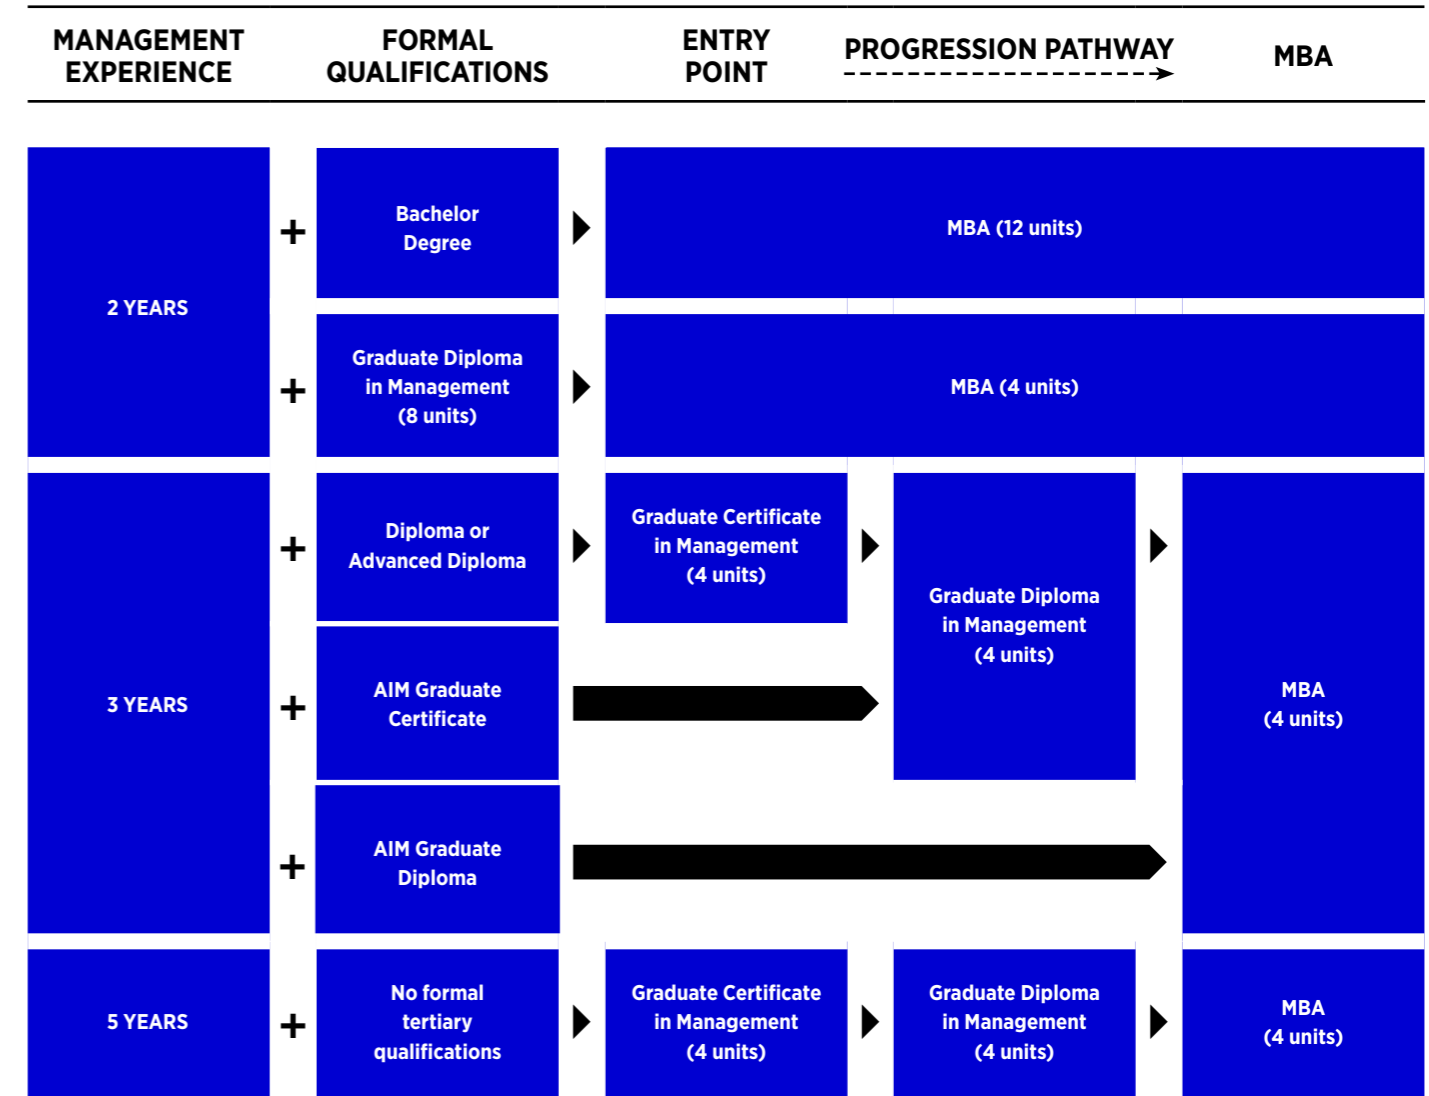 MANAGEMENT
EXPERIENCE
FORMAL
QUALIFICATIONS
ENTRY
POINT
PROGRESSION PATHWAY
MBA
2 YEARS
+
Bachelor
Degree
MBA (12 units)
+
Graduate Diploma
in Management
(8 units)
MBA (4 units)
3 YEARS
+
Diploma or
Advanced Diploma
Graduate Certificate
in Management
(4 units)
Graduate Diploma
in Management
(4 units)
MBA
(4 units)
+
AIM Graduate
Certificate
+
AIM Graduate
Diploma
5 YEARS
+
No formal
tertiary
qualifications
Graduate Certificate
in Management
(4 units)
Graduate Diploma
in Management
(4 units)
MBA
(4 units)